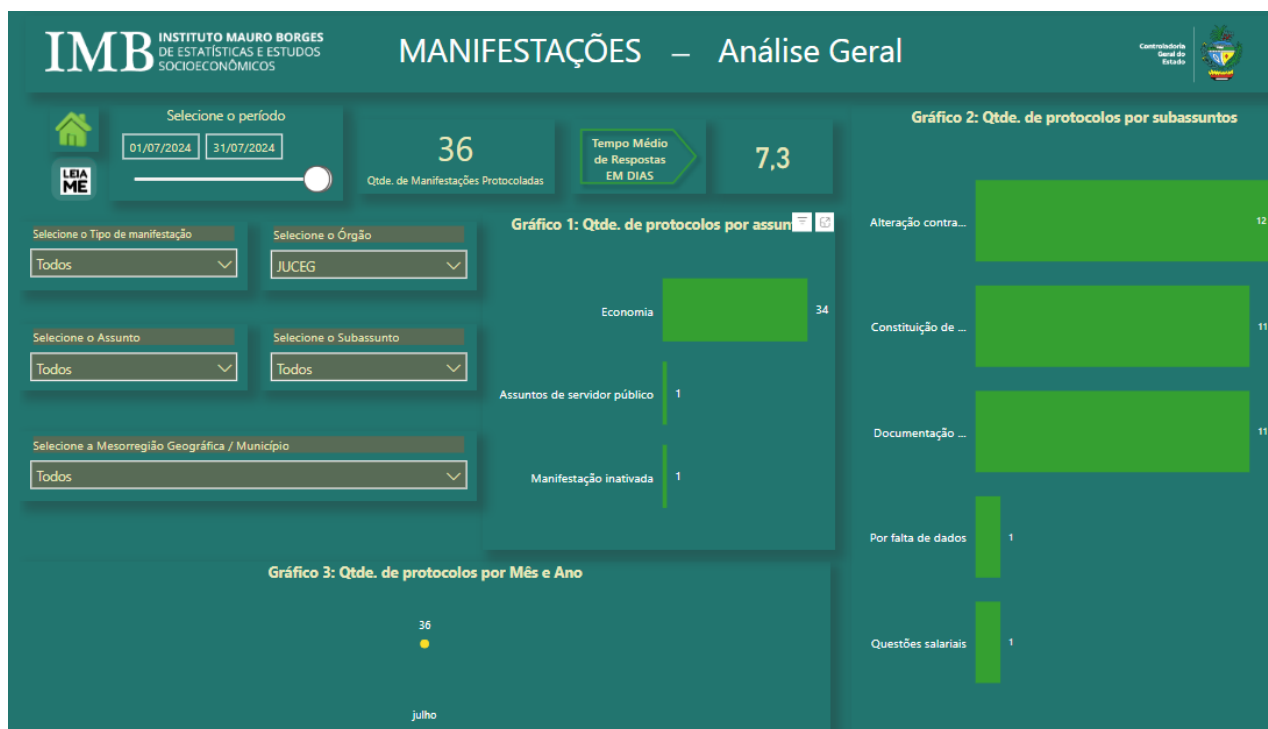 IMB
INSTITUTO MAURO BORGES
DE ESTATÍSTICAS E ESTUDOS
SOCIOECONÔMICOS
MANIFESTAÇÕES – Análise Geral
Controladoria
Geral do
Estado
LEIA
ME
Selecione o período
01/07/2024 31/07/2024
36
Qtde. de Manifestações Protocoladas
Tempo Médio
de Respostas
EM DIAS
7,3
Selecione o Tipo de manifestação
Todos
Selecione o Órgão
JUCEG
Selecione o Assunto
Todos
Selecione o Subassunto
Todos
Selecione a Mesorregião Geográfica / Município
Todos
Gráfico 1: Qtde. de protocolos por assun
Economia 34
Assuntos de servidor público 1
Manifestação inativada 1
Gráfico 2: Qtde. de protocolos por subassuntos
Alteração contra... 12
Constituição de ... 11
Documentação ... 11
Por falta de dados 1
Questões salariais 1
Gráfico 3: Qtde. de protocolos por Mês e Ano
36
julho